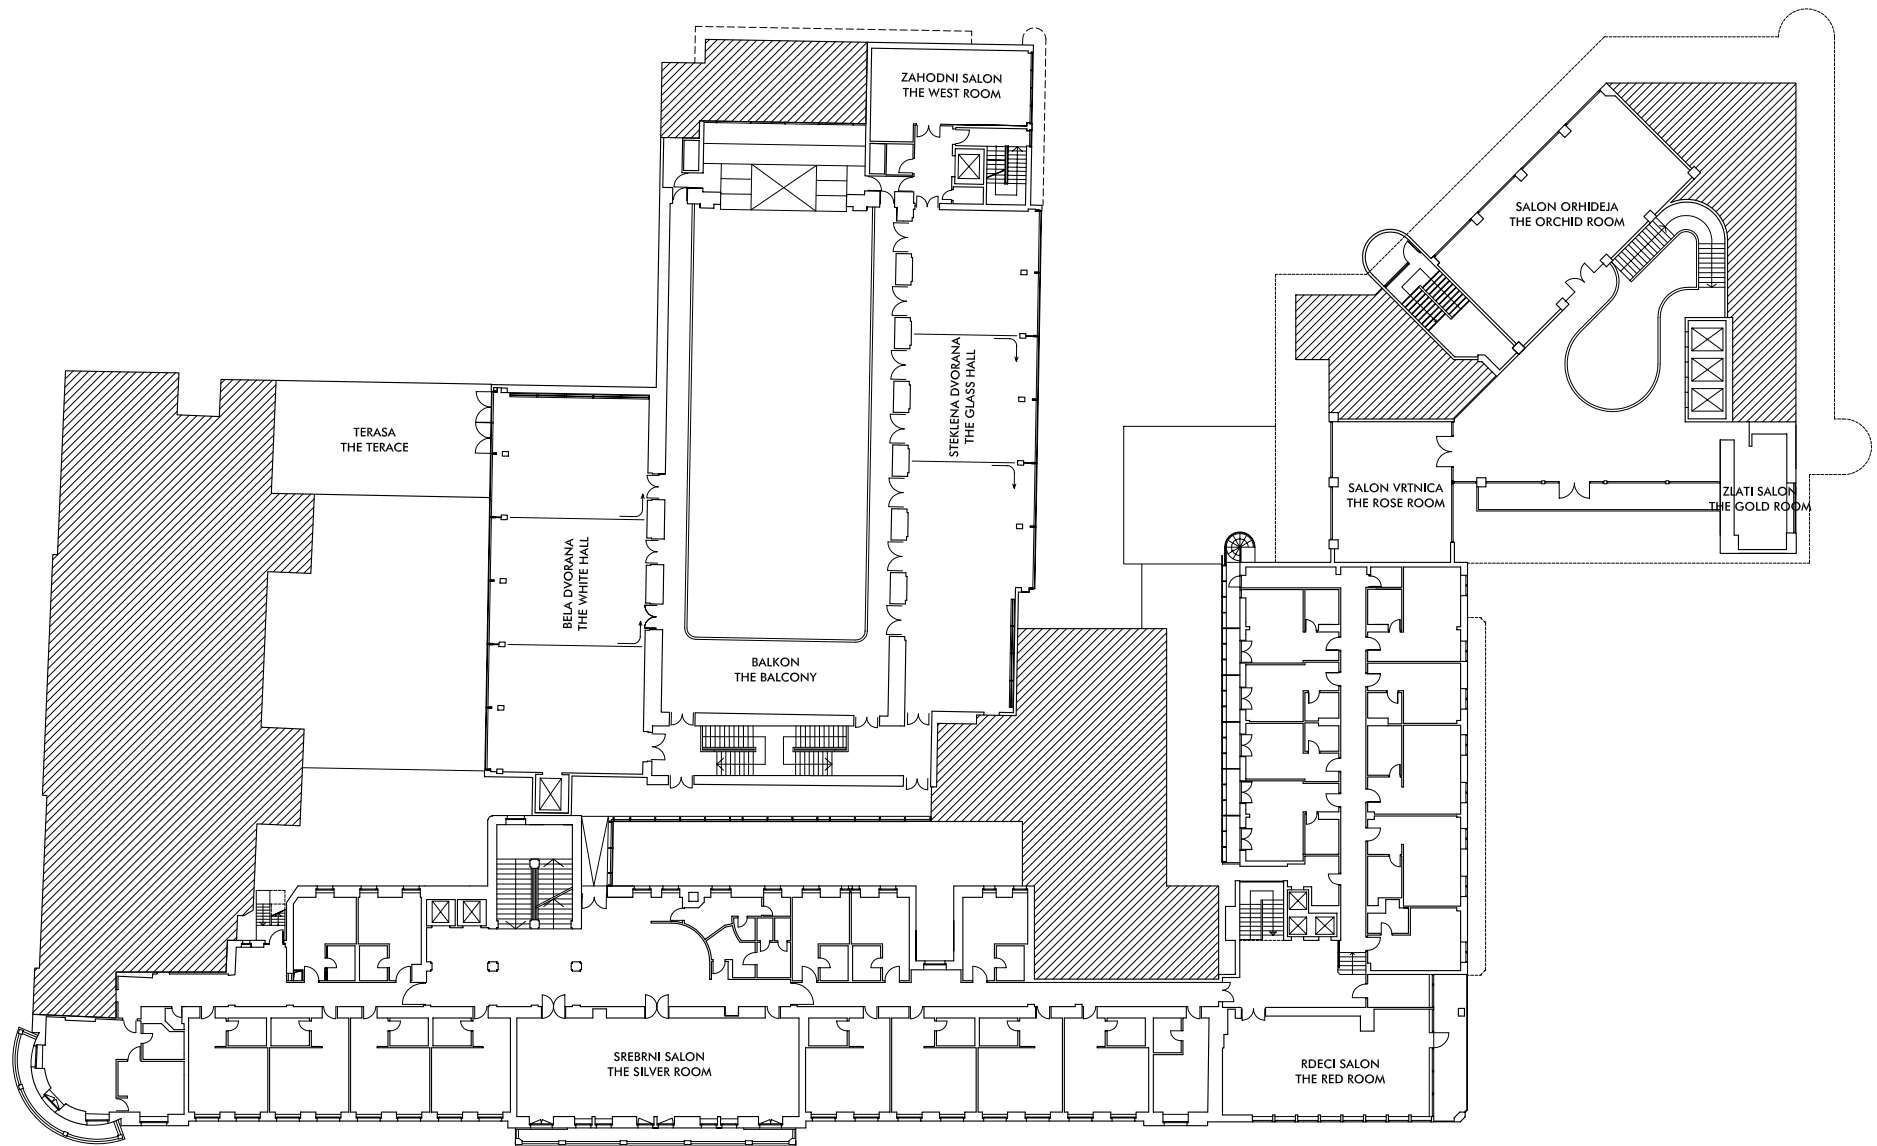 ZAHODNI SALON
THE WEST ROOM
SALON ORHIDEJA
THE ORCHID ROOM
STEKLENA DVORANA
THE GLASS HALL
TERASA
THE TERACE
SALON VRTNICA
THE ROSE ROOM
ZLATI SALON
THE GOLD ROOM
BELA DVORANA
THE WHITE HALL
BALKON
THE BALCONY
SREBRNI SALON
THE SILVER ROOM
RDECI SALON
THE RED ROOM